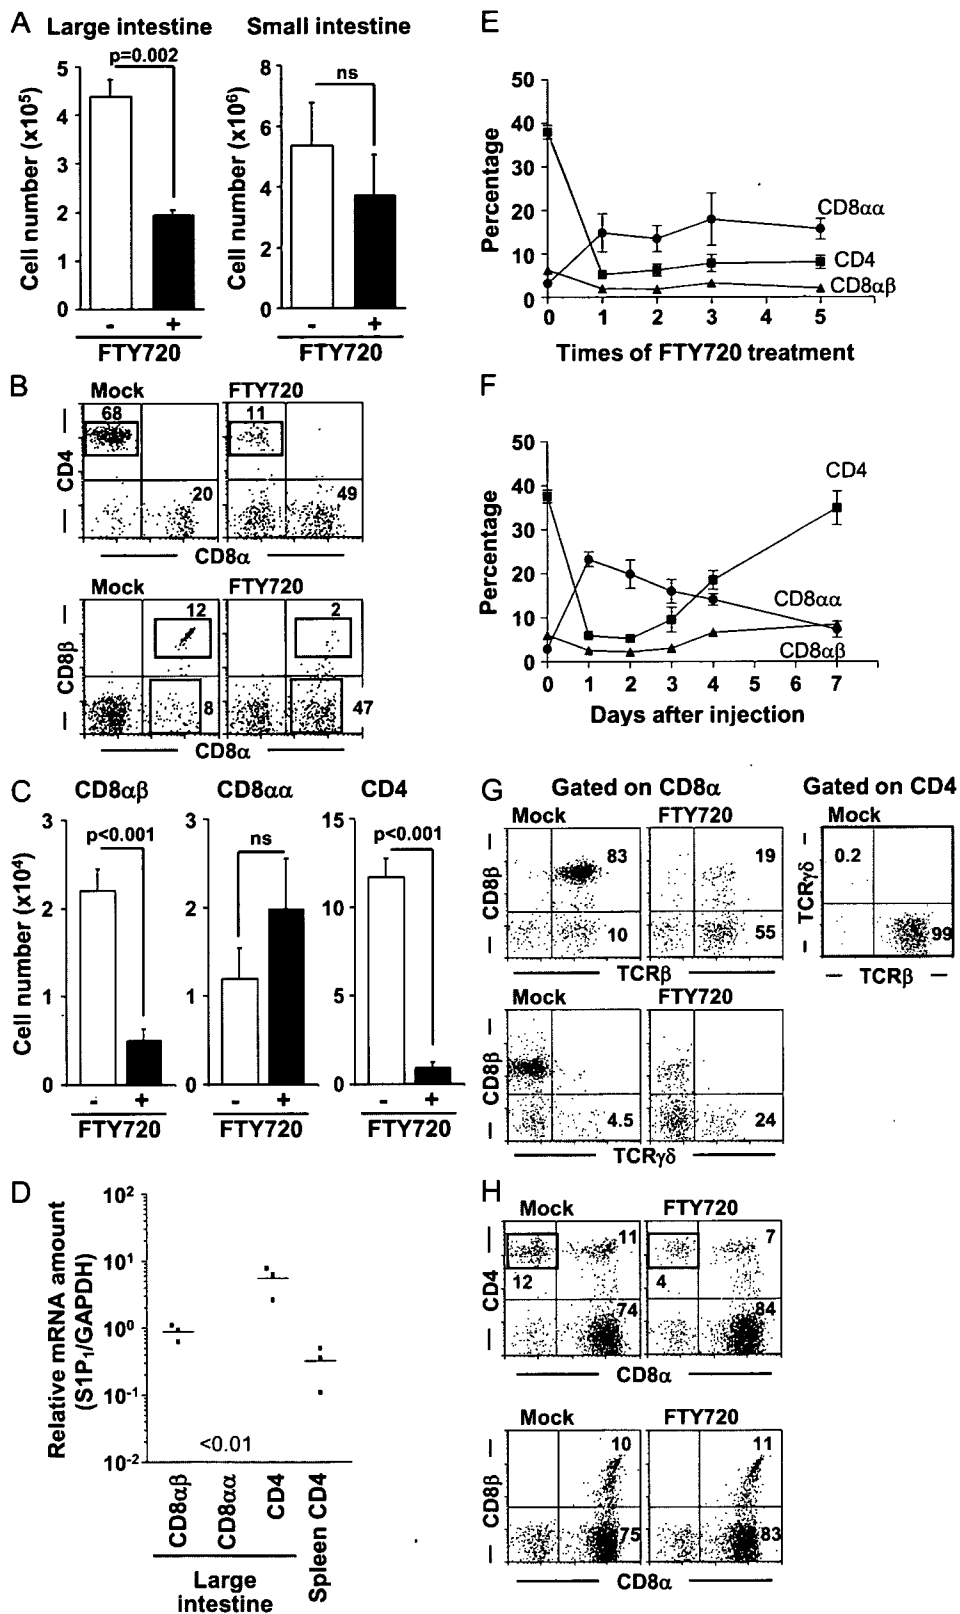 A
Large intestine
p=0.002
Cell number (x10⁵)
5
4
3
2
1
0
- +
FTY720
Small intestine
ns
Cell number (x10⁶)
8
6
4
2
0
- +
FTY720
B
Mock FTY720
68 11
20 49
CD4
CD8α
Mock FTY720
12 2
8 47
CD8β
CD8α
C
CD8αβ
p<0.001
Cell number (x10⁴)
3
2
1
0
- +
FTY720
CD8αα
ns
3
2
1
0
- +
FTY720
CD4
p<0.001
15
10
5
0
- +
FTY720
D
Relative mRNA amount
(S1P₁/GAPDH)
10²
10¹
10⁰
10⁻¹
10⁻²
<0.01
CD8αβ
CD8αα
CD4
Spleen CD4
Large
intestine
E
Percentage
50
40
30
20
10
0
CD8αα
CD4
CD8αβ
0 1 2 3 4 5
Times of FTY720 treatment
F
Percentage
50
40
30
20
10
0
CD4
CD8αα
CD8αβ
0 1 2 3 4 5 6 7
Days after injection
G
Gated on CD8α
Mock FTY720
83 19
10 55
CD8β
TCRβ
Mock FTY720
4.5 24
CD8β
TCRγδ
Gated on CD4
Mock
0.2
99
TCRγδ
TCRβ
H
Mock FTY720
11 7
12 4
74 84
CD4
CD8α
Mock FTY720
10 11
75 83
CD8β
CD8α